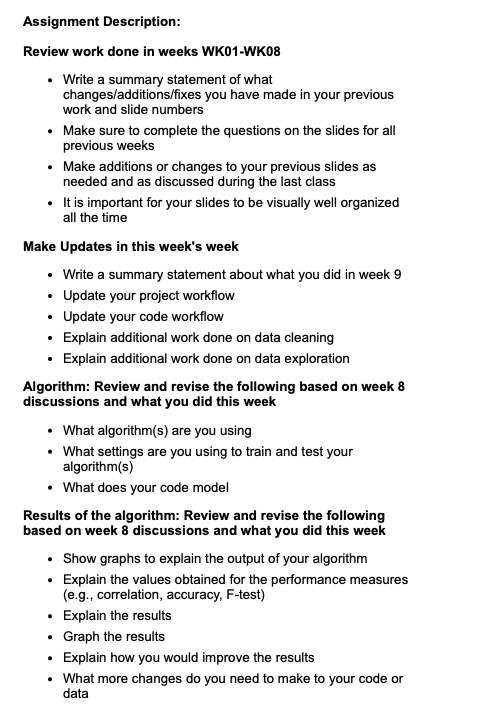 Assignment Description:
Review work done in weeks WK01-WK08
• Write a summary statement of what
changes/additions/fixes you have made in your previous
work and slide numbers
• Make sure to complete the questions on the slides for all
previous weeks
• Make additions or changes to your previous slides as
needed and as discussed during the last class
• It is important for your slides to be visually well organized
all the time
Make Updates in this week's week
• Write a summary statement about what you did in week 9
• Update your project workflow
• Update your code workflow
• Explain additional work done on data cleaning
• Explain additional work done on data exploration
Algorithm: Review and revise the following based on week 8
discussions and what you did this week
• What algorithm(s) are you using
• What settings are you using to train and test your
algorithm(s)
• What does your code model
Results of the algorithm: Review and revise the following
based on week 8 discussions and what you did this week
• Show graphs to explain the output of your algorithm
• Explain the values obtained for the performance measures
(e.g., correlation, accuracy, F-test)
• Explain the results
• Graph the results
• Explain how you would improve the results
• What more changes do you need to make to your code or
data